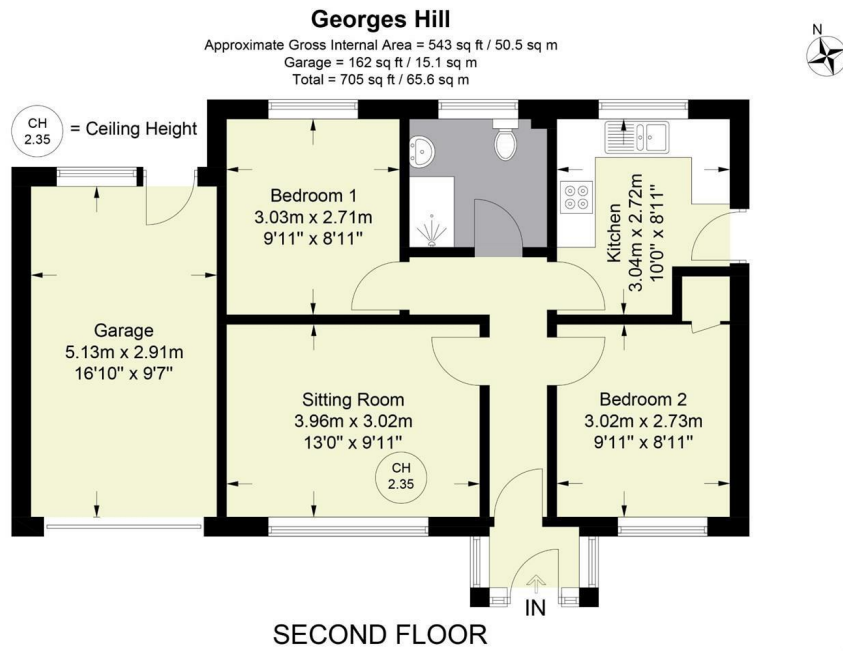 Georges Hill
Approximate Gross Internal Area = 543 sq ft / 50.5 sq m
Garage = 162 sq ft / 15.1 sq m
Total = 705 sq ft / 65.6 sq m
N
CH
2.35
= Ceiling Height
Bedroom 1
3.03m x 2.71m
9'11" x 8'11"
Kitchen
3.04m x 2.72m
10'0" x 8'11"
Garage
5.13m x 2.91m
16'10" x 9'7"
Sitting Room
3.96m x 3.02m
13'0" x 9'11"
CH
2.35
Bedroom 2
3.02m x 2.73m
9'11" x 8'11"
IN
SECOND FLOOR